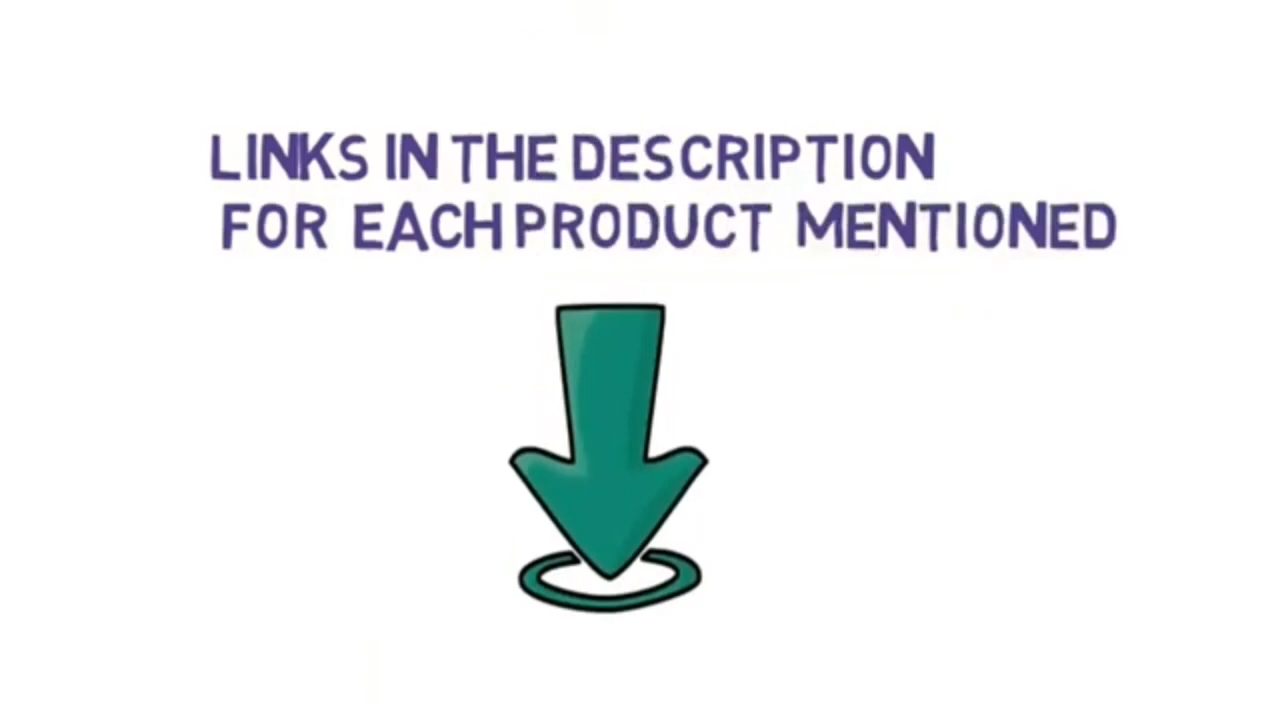 LINKS IN THE DESCRIPTION
FOR EACH PRODUCT MENTIONED